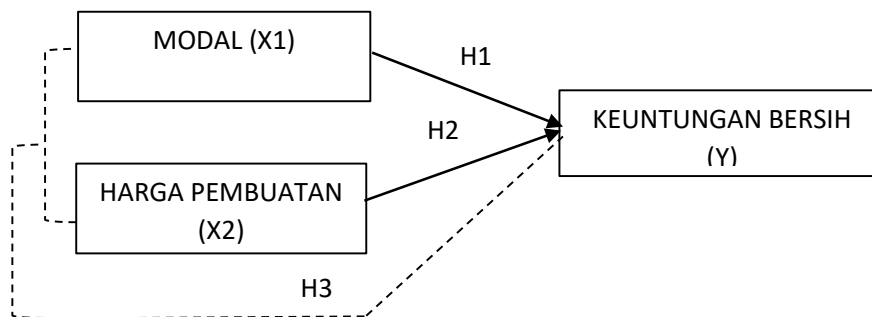 MODAL (X1)
H1
KEUNTUNGAN BERSIH
(Y)
H2
HARGA PEMBUATAN
(X2)
H3